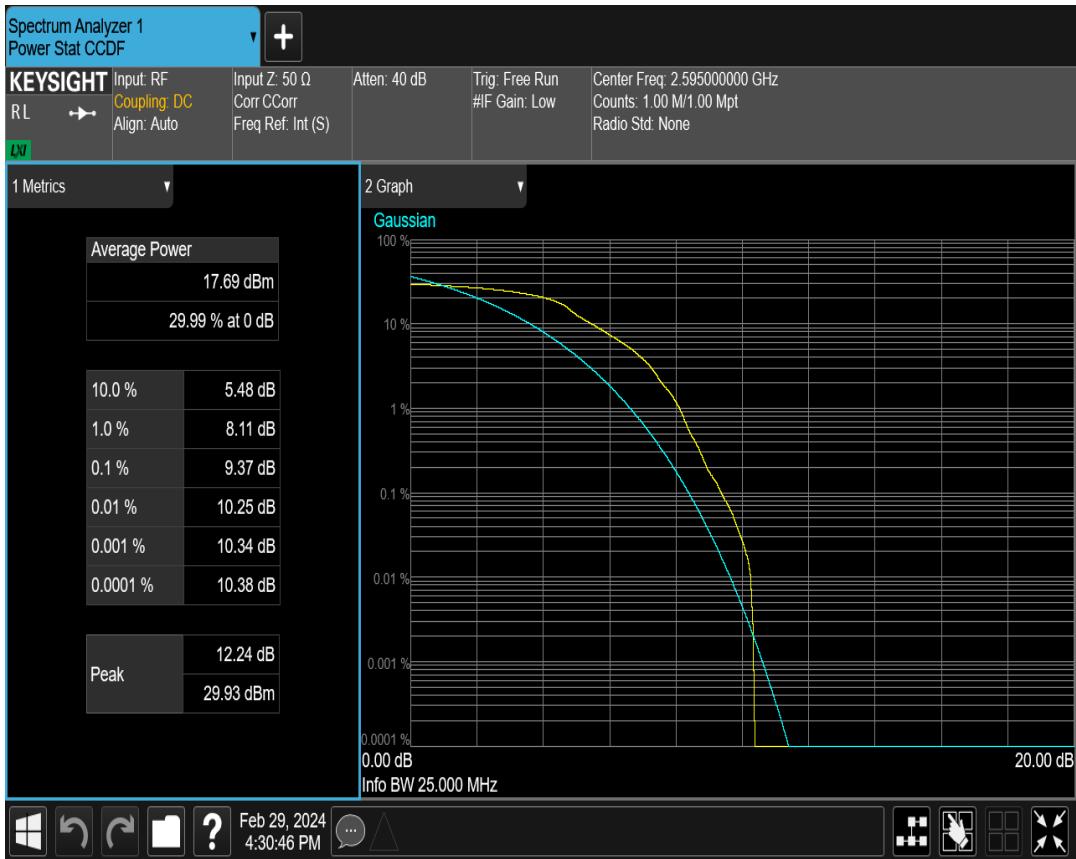 Spectrum Analyzer 1
Power Stat CCDF
+
KEYSIGHT
RL
LXI
Input: RF
Coupling: DC
Align: Auto
Input Z: 50 Ω
Corr CCorr
Freq Ref: Int (S)
Atten: 40 dB
Trig: Free Run
#IF Gain: Low
Center Freq: 2.595000000 GHz
Counts: 1.00 M/1.00 Mpt
Radio Std: None
1 Metrics
Average Power
17.69 dBm
29.99 % at 0 dB
10.0 % 5.48 dB
1.0 % 8.11 dB
0.1 % 9.37 dB
0.01 % 10.25 dB
0.001 % 10.34 dB
0.0001 % 10.38 dB
Peak
12.24 dB
29.93 dBm
2 Graph
Gaussian
100 %
10 %
1 %
0.1 %
0.01 %
0.001 %
0.0001 %
0.00 dB 20.00 dB
Info BW 25.000 MHz
?
Feb 29, 2024
4:30:46 PM